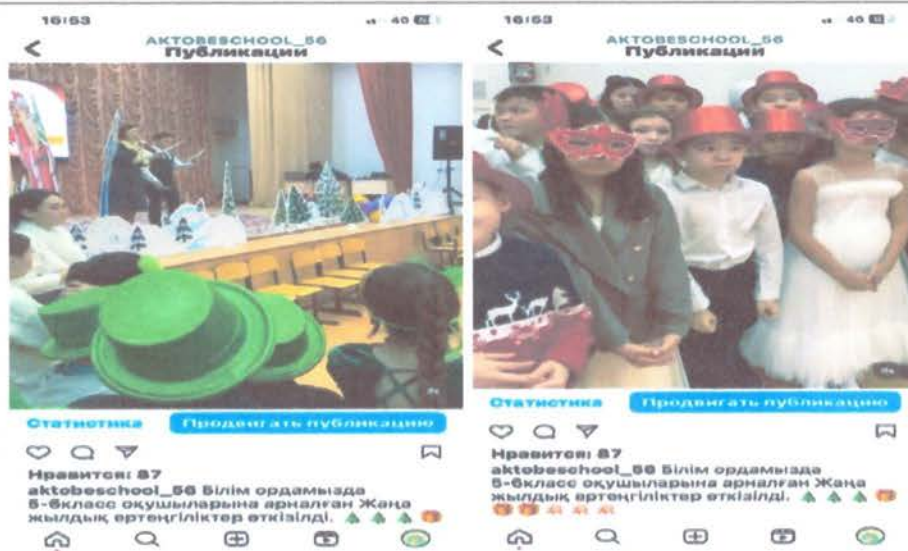 16:53
40
AKTOBESCHOOL_56
Публикации
Статистика
Продвигать публикацию
Нравится: 87
aktobeschool_56 Білім ордамызда
5-6класс оқушыларына арналған Жаңа
жылдық ертеңгіліктер өткізілді. 🎄🎄🎄🎁
16:53
40
AKTOBESCHOOL_56
Публикации
Статистика
Продвигать публикацию
Нравится: 87
aktobeschool_56 Білім ордамызда
5-6класс оқушыларына арналған Жаңа
жылдық ертеңгіліктер өткізілді. 🎄🎄🎄🎁